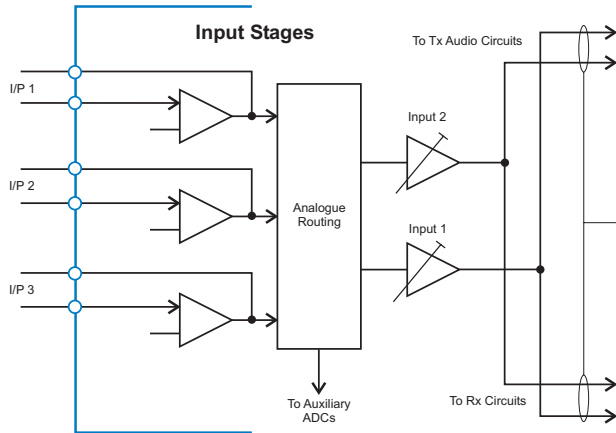 Input Stages
To Tx Audio Circuits
I/P 1
Input 2
I/P 2
Analogue
Routing
Input 1
I/P 3
To Auxiliary
ADCs
To Rx Circuits